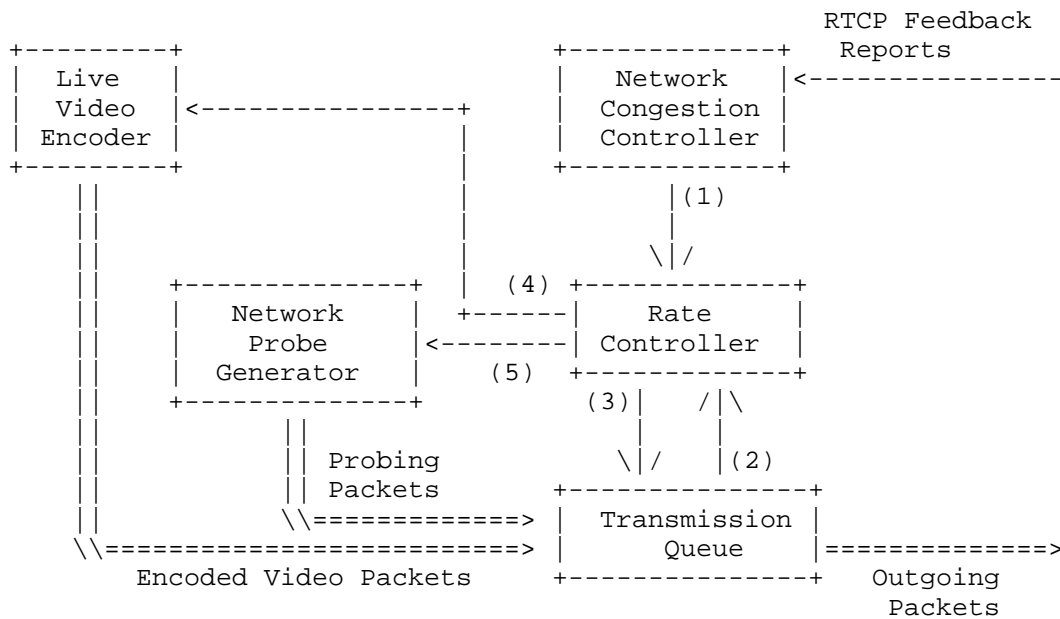 RTCP Feedback
Reports
Live
Video
Encoder
Network
Congestion
Controller
(1)
(4)
Network
Probe
Generator
Rate
Controller
(5)
(3)
(2)
Probing
Packets
Transmission
Queue
Encoded Video Packets
Outgoing
Packets